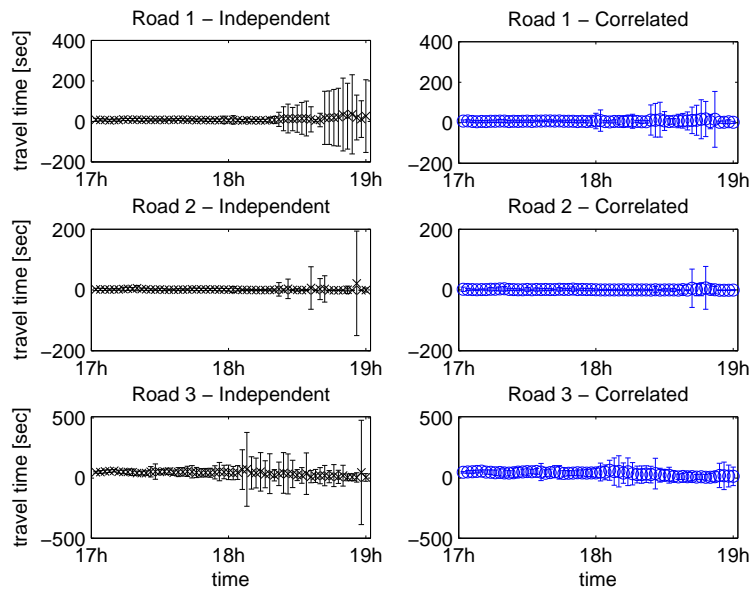 Road 1 − Independent
Road 1 − Correlated
travel time [sec]
400
200
0
−200
17h
18h
19h
400
200
0
−200
17h
18h
19h
Road 2 − Independent
Road 2 − Correlated
travel time [sec]
200
0
−200
17h
18h
19h
200
0
−200
17h
18h
19h
Road 3 − Independent
Road 3 − Correlated
travel time [sec]
500
0
−500
17h
18h
19h
time
500
0
−500
17h
18h
19h
time